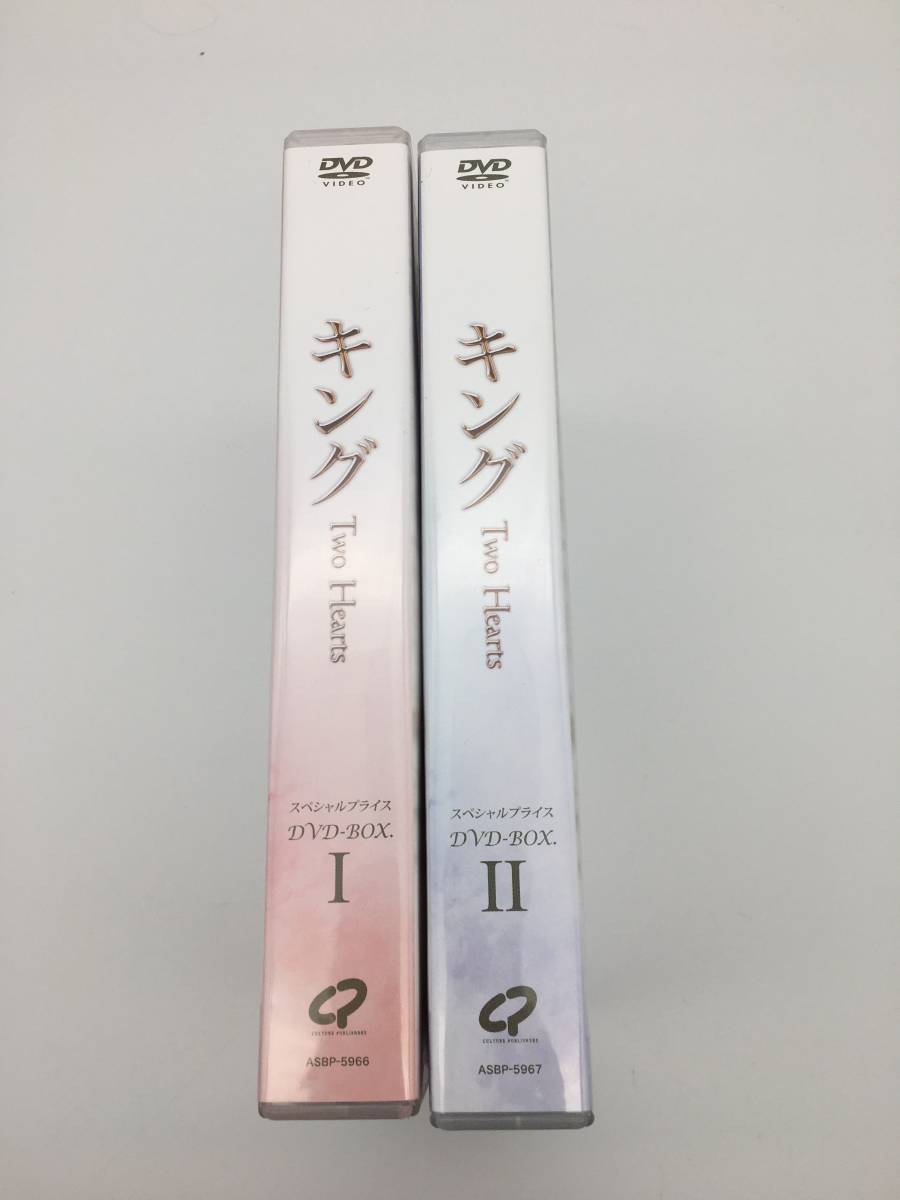 DVD
VIDEO
キング
Two Hearts
スペシャルプライス
DVD-BOX.
I
CP
CULTURE PUBLISHERS
ASBP-5966
DVD
VIDEO
キング
Two Hearts
スペシャルプライス
DVD-BOX.
II
CP
CULTURE PUBLISHERS
ASBP-5967